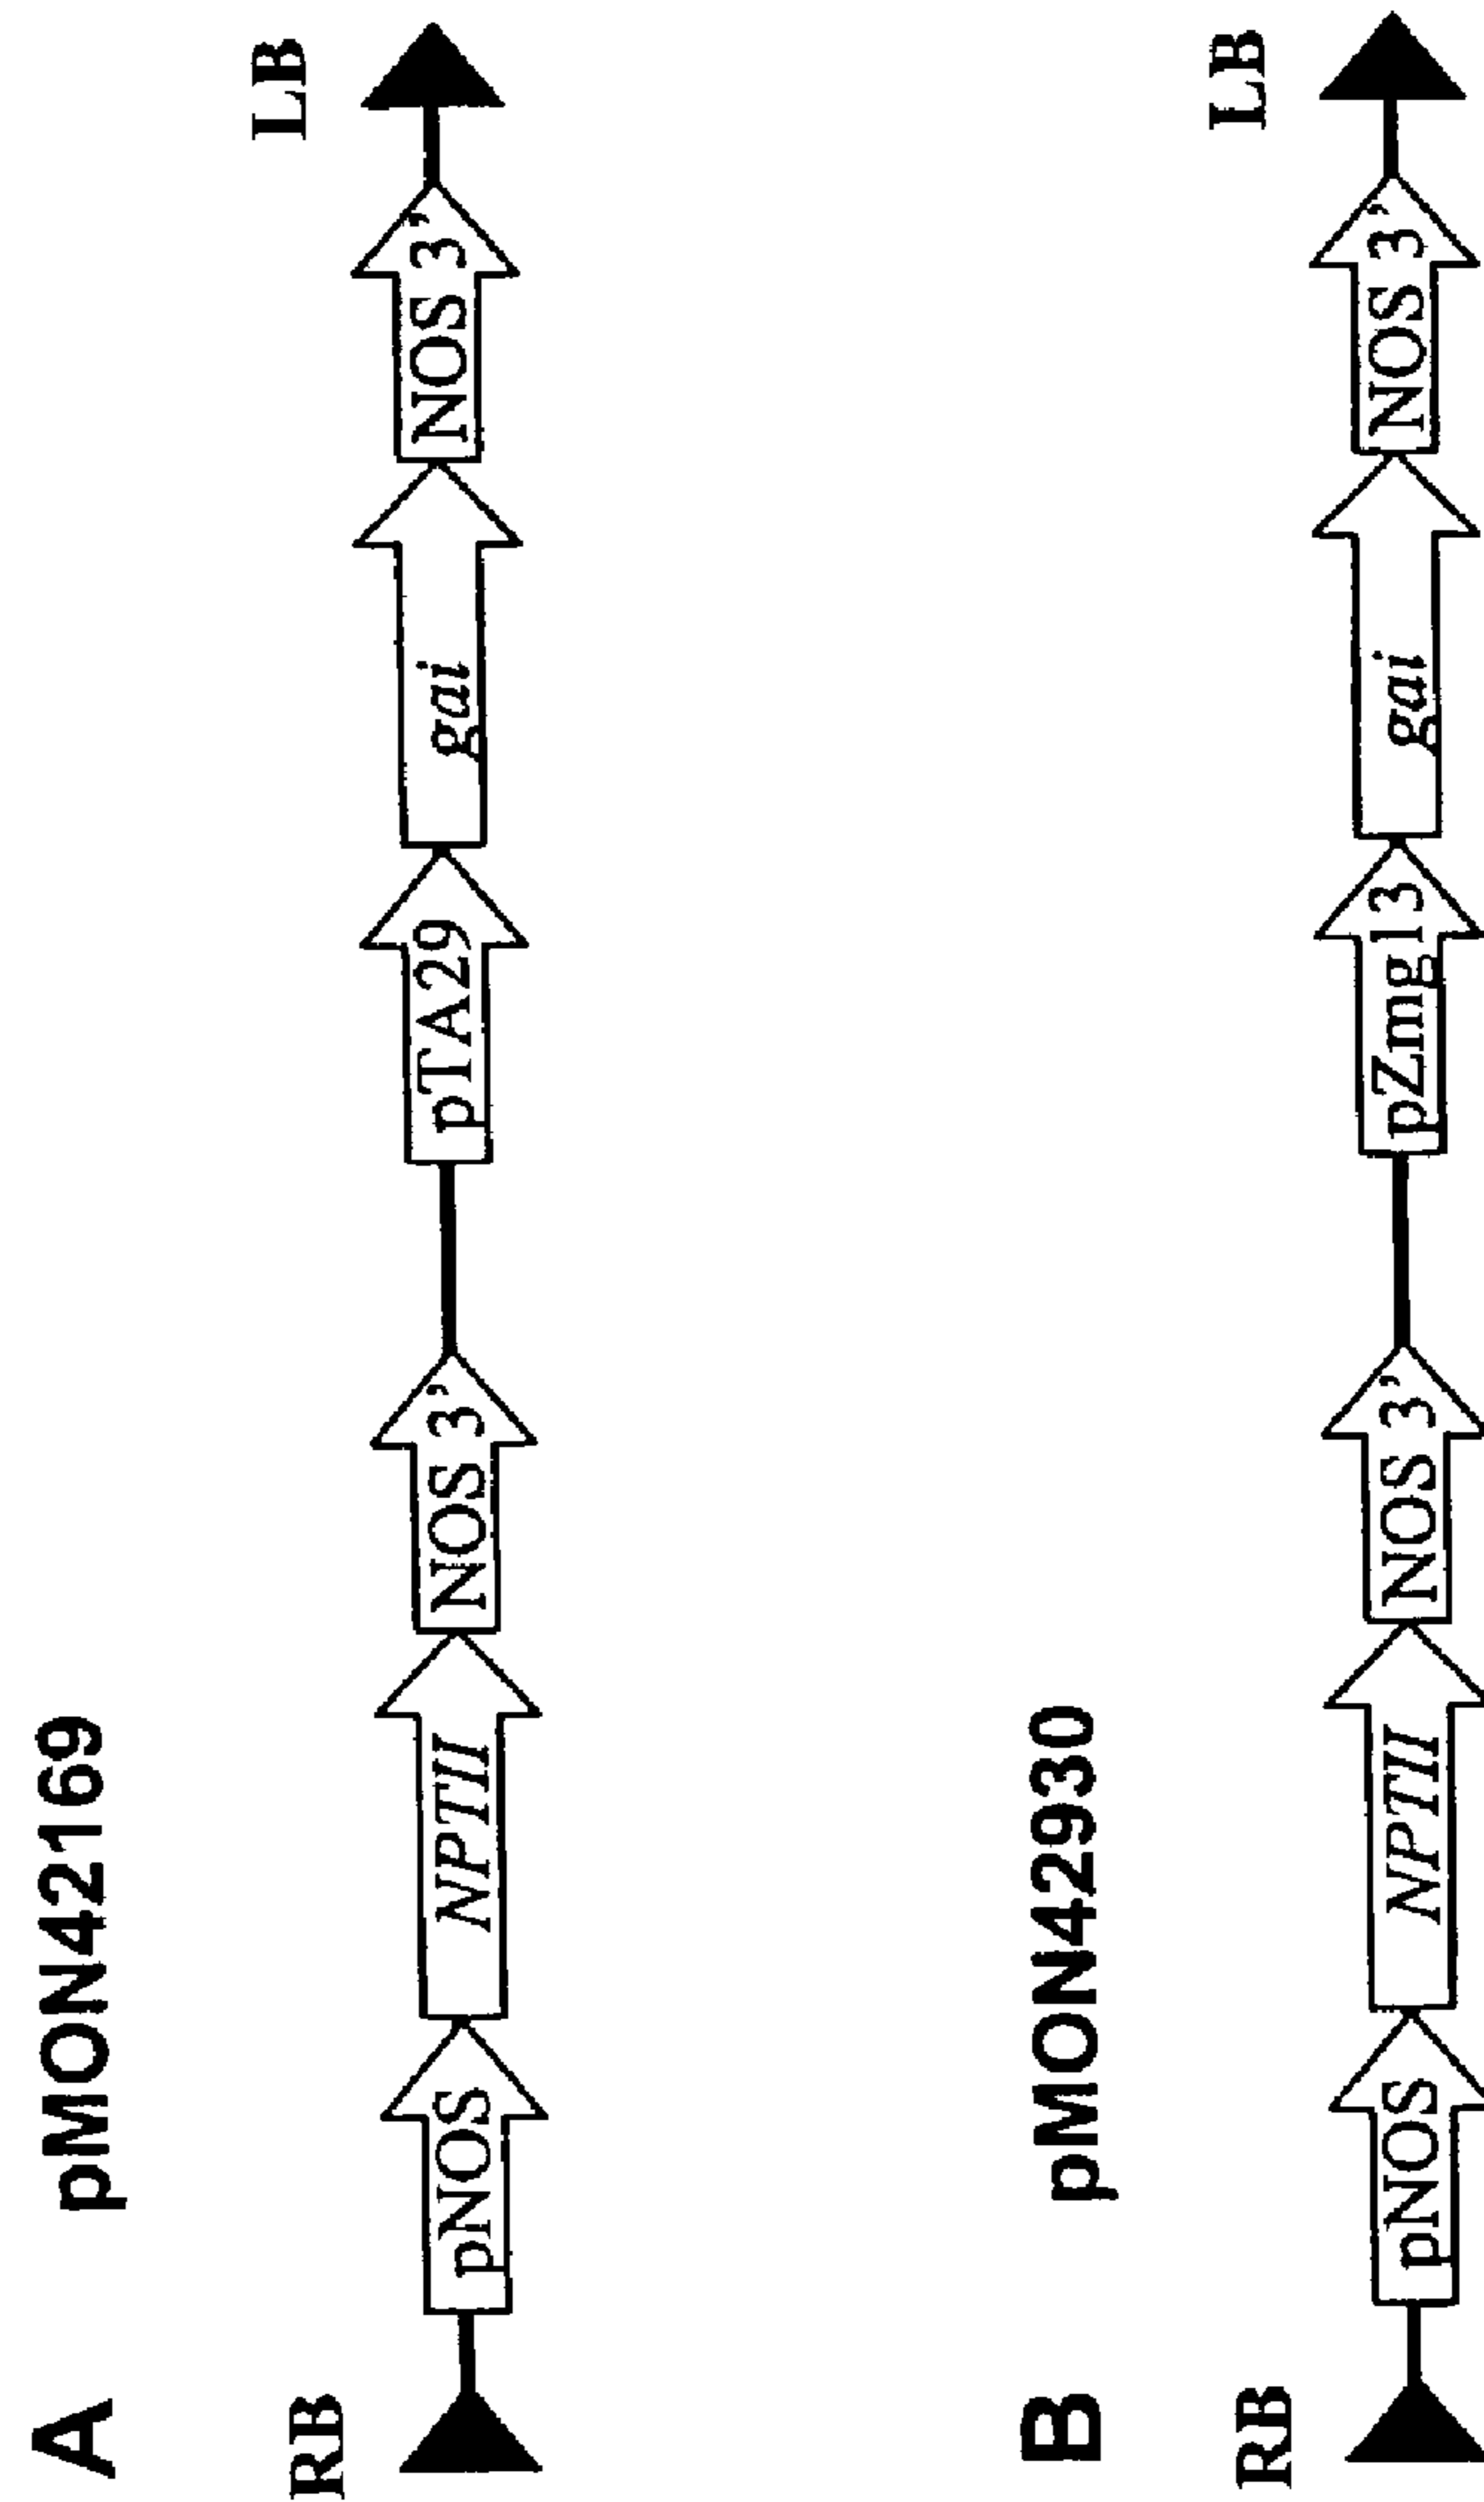 A pMON42169
RB LB
pNOS NPTII NOS 3’ pTA29 gai NOS 3’
B pMON42930
RB LB
pNOS NPTII NOS 3’ pZmg13 gai NOS 3’